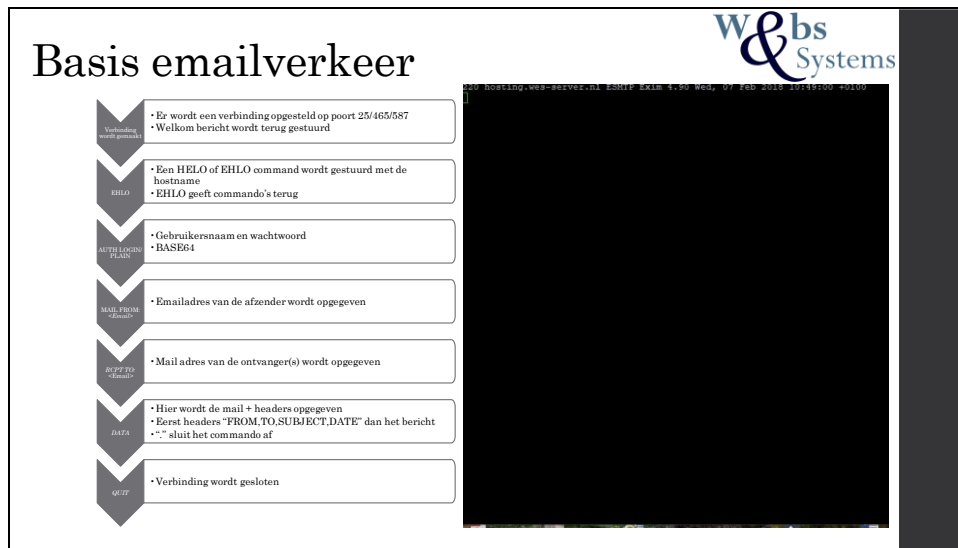 W&bs
Systems
Basis emailverkeer
Verbinding
wordt gemaakt
•Er wordt een verbinding opgesteld op poort 25/465/587
•Welkom bericht wordt terug gestuurd
EHLO
•Een HELO of EHLO command wordt gestuurd met de
hostname
•EHLO geeft commando's terug
AUTH LOGIN/
PLAIN
•Gebruikersnaam en wachtwoord
•BASE64
MAIL FROM:
<Email>
•Emailadres van de afzender wordt opgegeven
RCPT TO:
<Email>
•Mail adres van de ontvanger(s) wordt opgegeven
DATA
•Hier wordt de mail + headers opgegeven
•Eerst headers “FROM,TO,SUBJECT,DATE” dan het bericht
•“.” sluit het commando af
QUIT
•Verbinding wordt gesloten
220 hosting.wes-server.nl ESMTP Exim 4.90 Wed, 07 Feb 2018 10:49:00 +0100